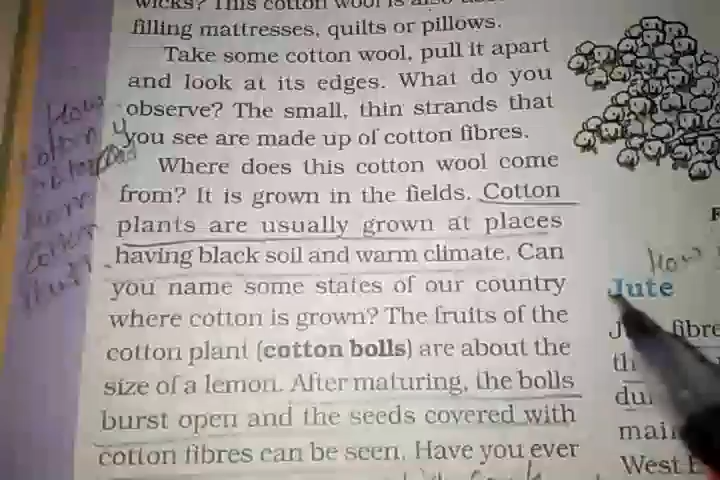 filling mattresses, quilts or pillows.
Take some cotton wool, pull it apart
and look at its edges. What do you
observe? The small, thin strands that
you see are made up of cotton fibres.
Where does this cotton wool come
from? It is grown in the fields. Cotton
plants are usually grown at places
having black soil and warm climate. Can
you name some states of our country
where cotton is grown? The fruits of the
cotton plant (cotton bolls) are about the
size of a lemon. After maturing, the bolls
burst open and the seeds covered with
cotton fibres can be seen. Have you ever
How
Jute
fibre
West